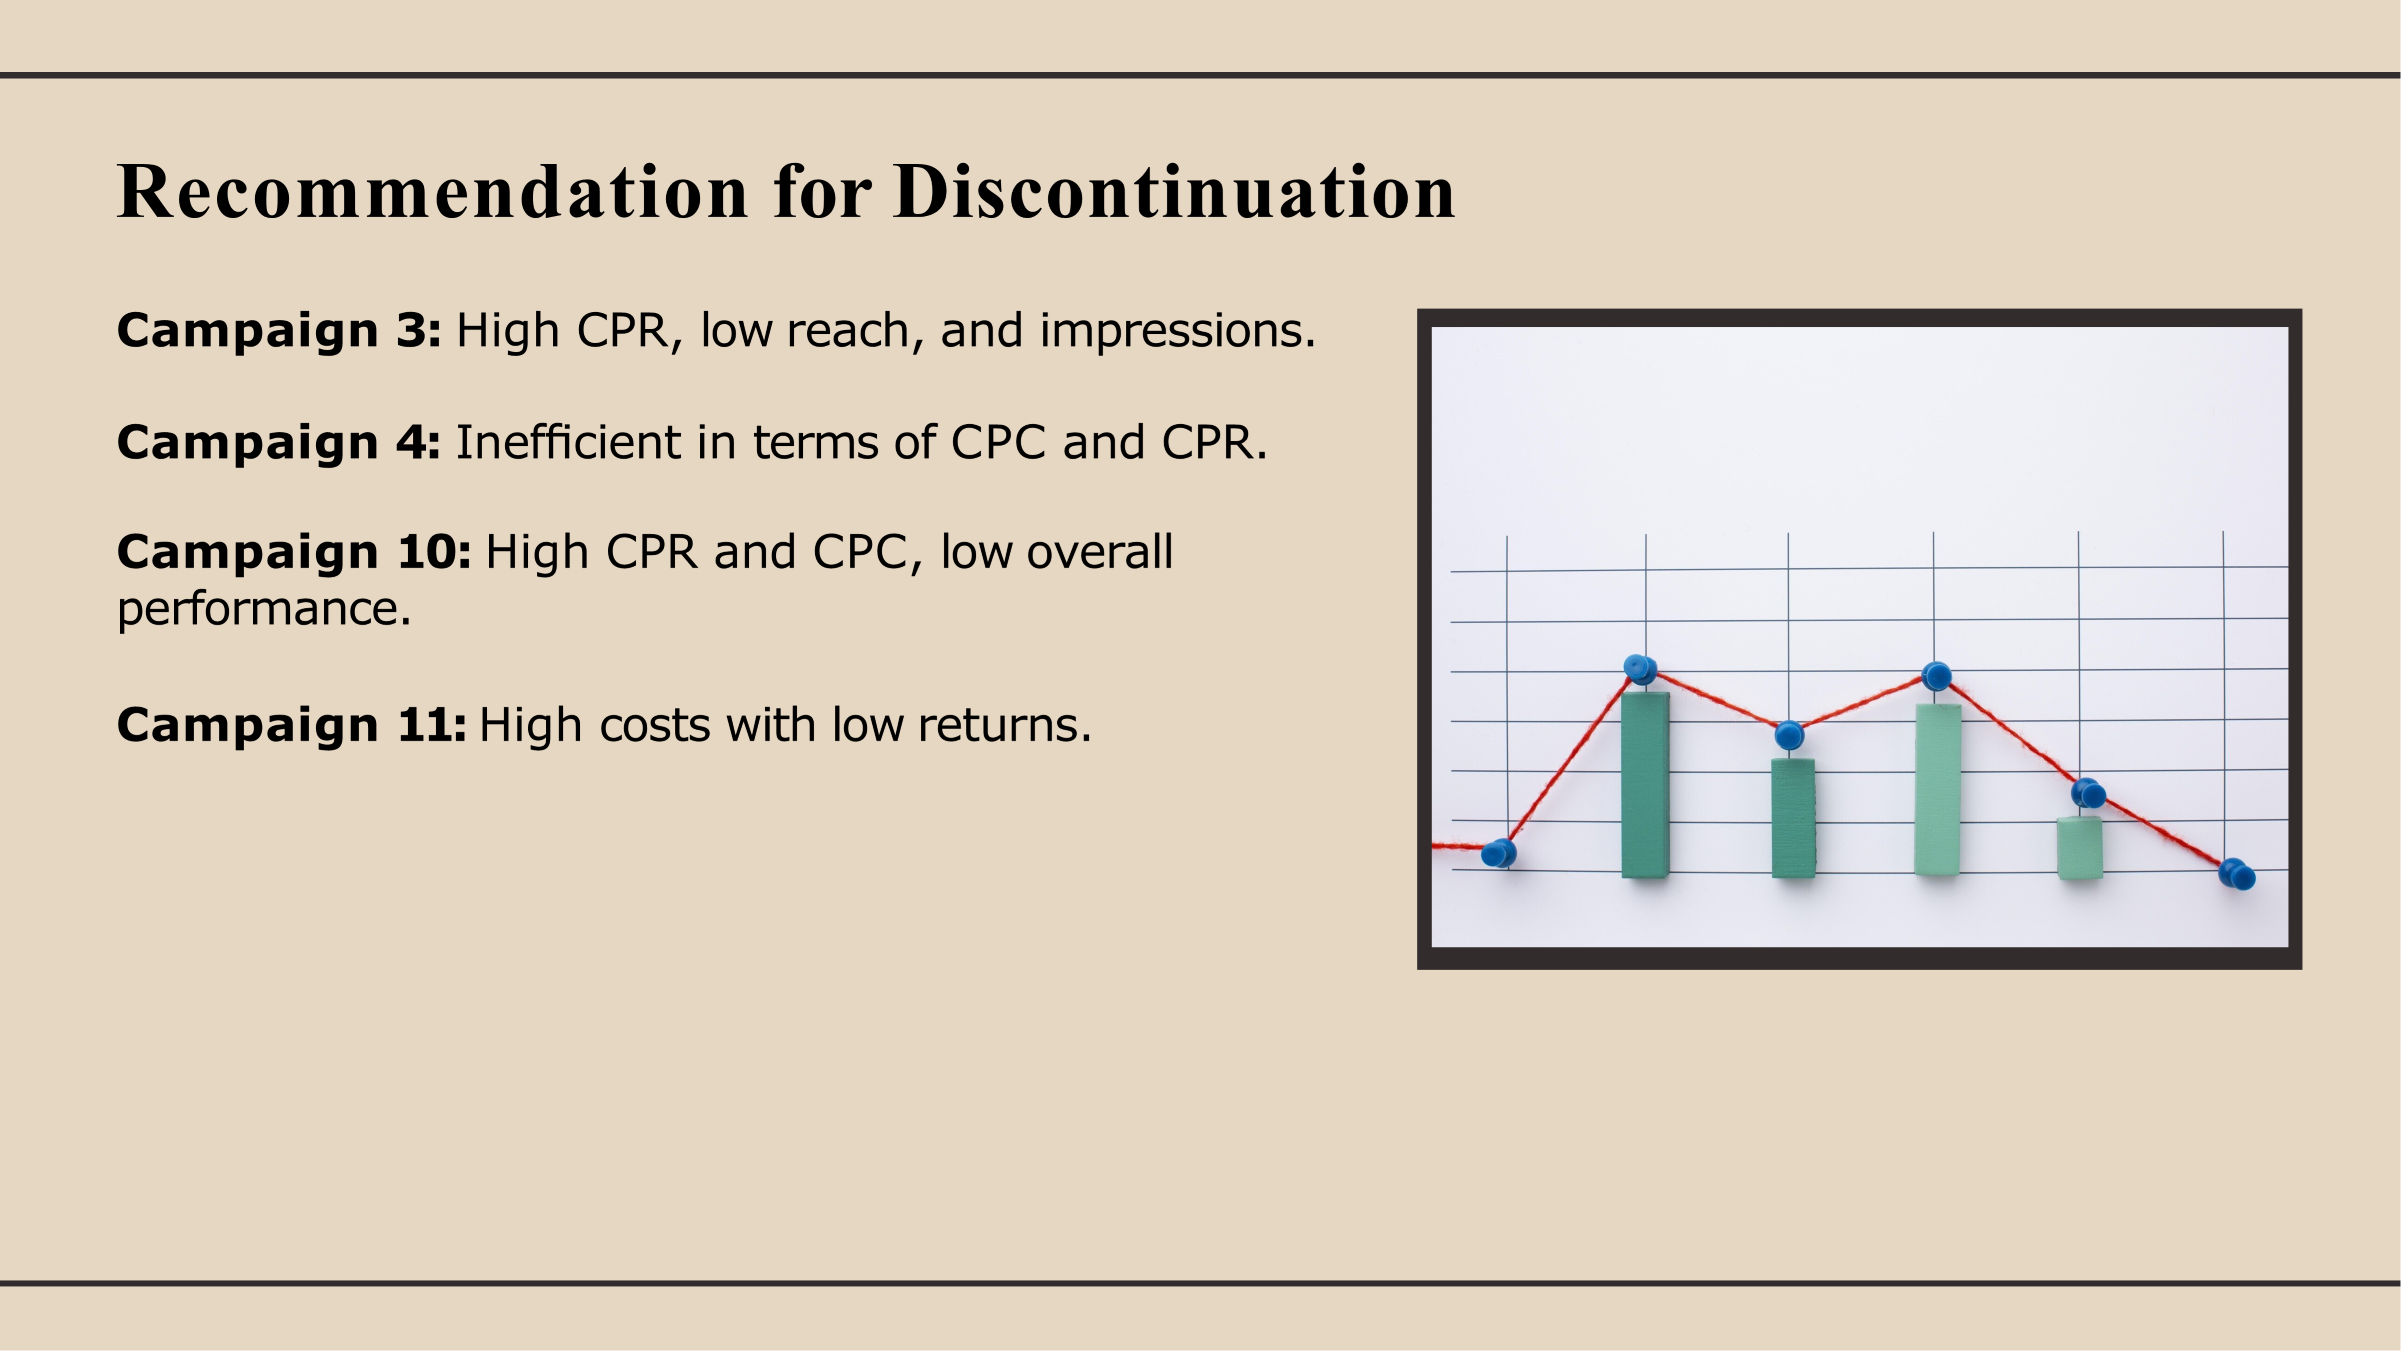 Recommendation for Discontinuation
Campaign 3: High CPR, low reach, and impressions.
Campaign 4: Inefficient in terms of CPC and CPR.
Campaign 10: High CPR and CPC, low overall
performance.
Campaign 11: High costs with low returns.